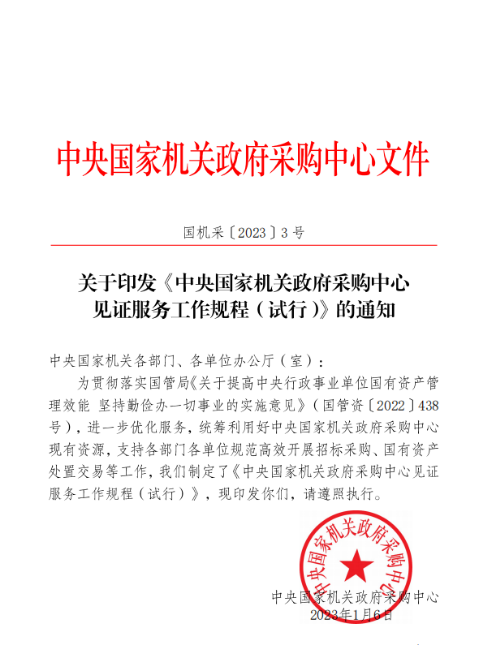 中央国家机关政府采购中心文件
国机采〔2023〕3号
关于印发《中央国家机关政府采购中心
见证服务工作规程（试行）》的通知
中央国家机关各部门、各单位办公厅（室）：
为贯彻落实国管局《关于提高中央行政事业单位国有资产管
理效能 坚持勤俭办一切事业的实施意见》（国管资〔2022〕438
号），进一步优化服务，统筹利用好中央国家机关政府采购中心
现有资源，支持各部门各单位规范高效开展招标采购、国有资产
处置交易等工作，我们制定了《中央国家机关政府采购中心见证
服务工作规程（试行）》，现印发你们，请遵照执行。
中央国家机关政府采购中心
中央国家机关政府采购中心
2023年1月6日